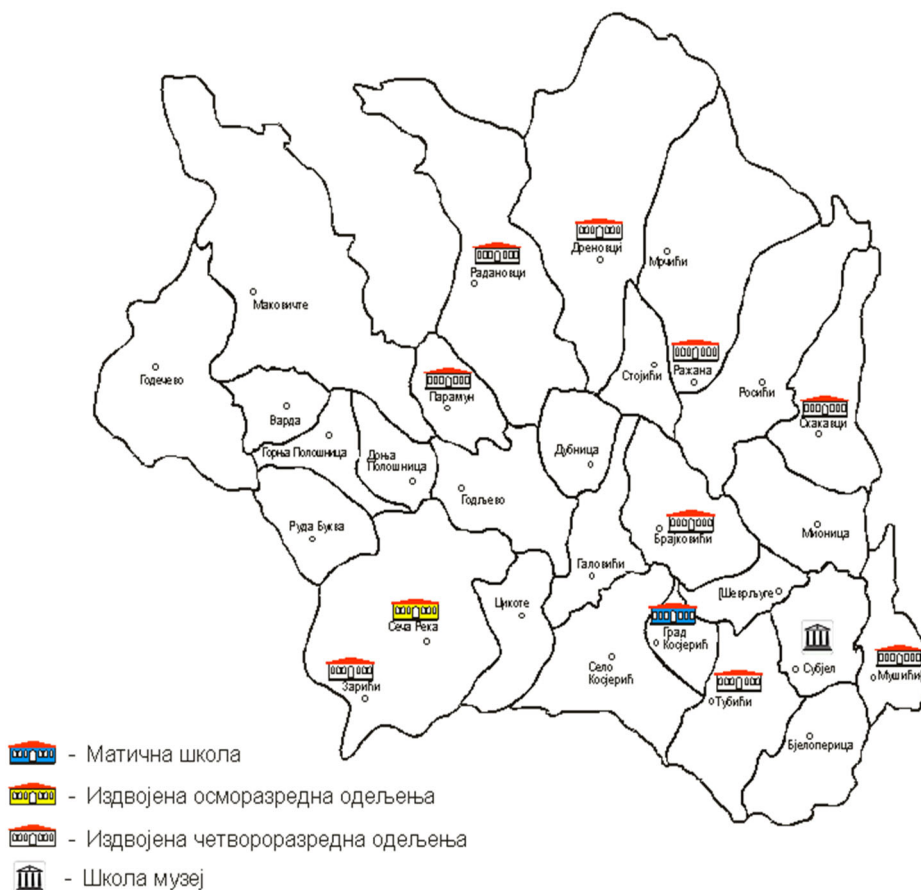 Дреновци
Мрчићи
Радановци
Маковичте
Ражана
Стојићи
Годечево
Росићи
Парамун
Варда
Скакавци
Горња Полошница
Доња
Полошница
Дубница
Годљево
Руда Буква
Брајковићи
Мионица
Галовићи
Шеврљуге
Цикоте
Сеча Река
Град
Косјерић
Село
Косјерић
Субјел
Мушићи
Зарићи
Тубићи
Бјелоперица
- Матична школа
- Издвојена осморазредна одељења
- Издвојена четвороразредна одељења
- Школа музеј